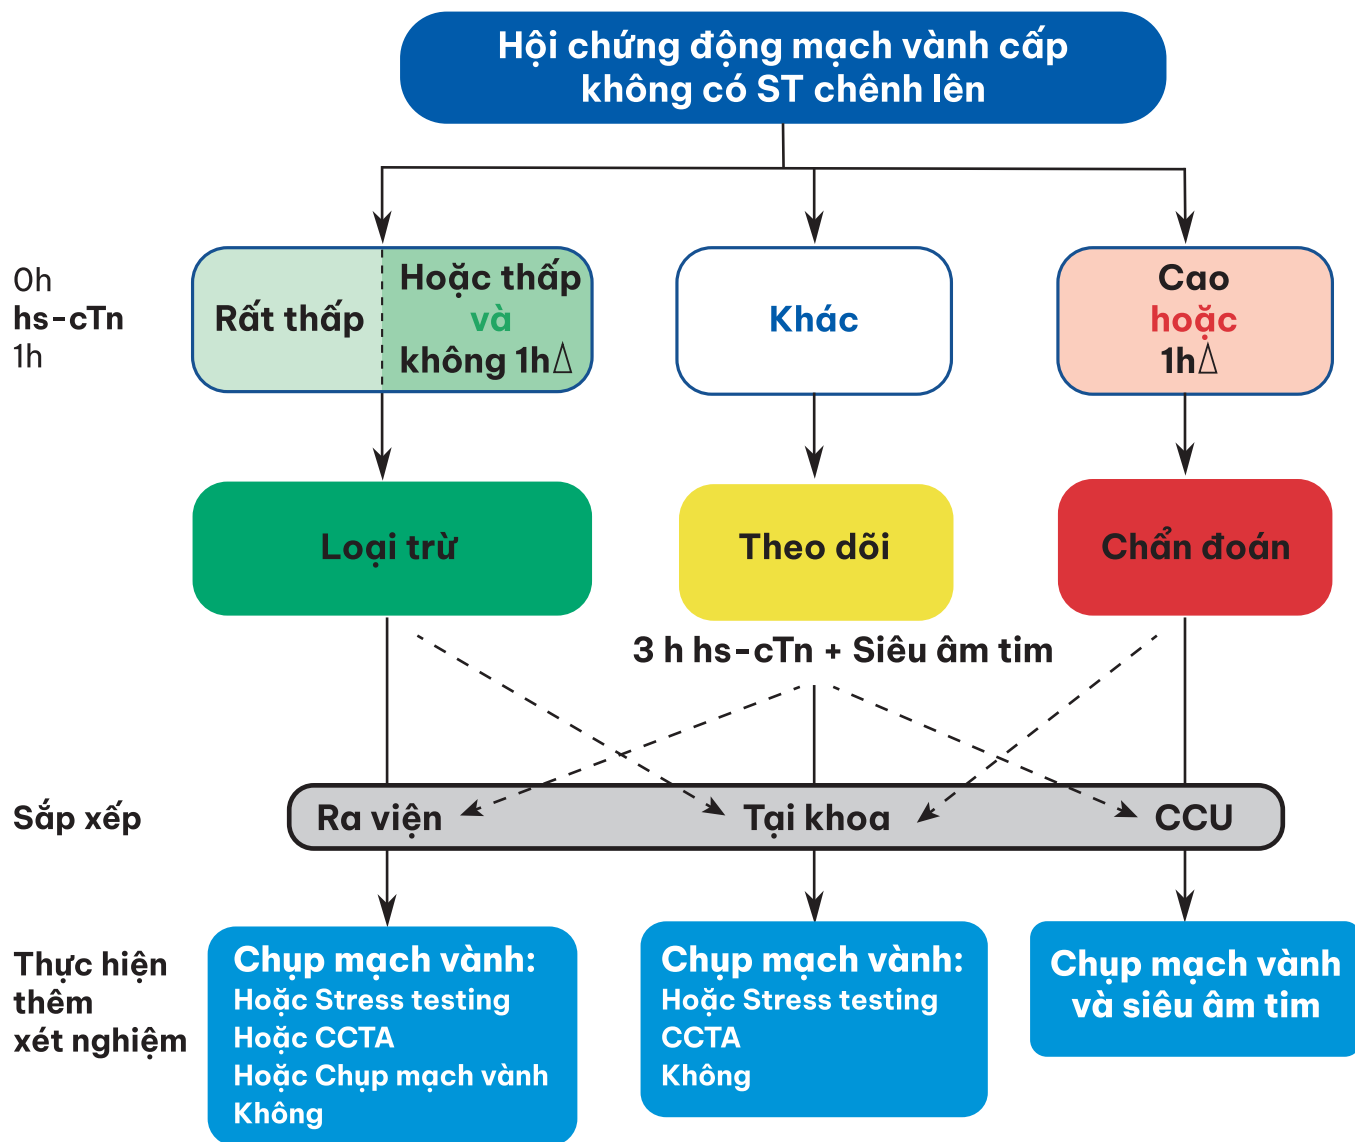 Hội chứng động mạch vành cấp
không có ST chênh lên
0h
hs-cTn
1h
Rất thấp
Hoặc thấp
và
không 1h△
Khác
Cao
hoặc
1h△
Loại trừ
Theo dõi
Chẩn đoán
3 h hs-cTn + Siêu âm tim
Sắp xếp
Ra viện
Tại khoa
CCU
Thực hiện
thêm
xét nghiệm
Chụp mạch vành:
Hoặc Stress testing
Hoặc CCTA
Hoặc Chụp mạch vành
Không
Chụp mạch vành:
Hoặc Stress testing
CCTA
Không
Chụp mạch vành
và siêu âm tim